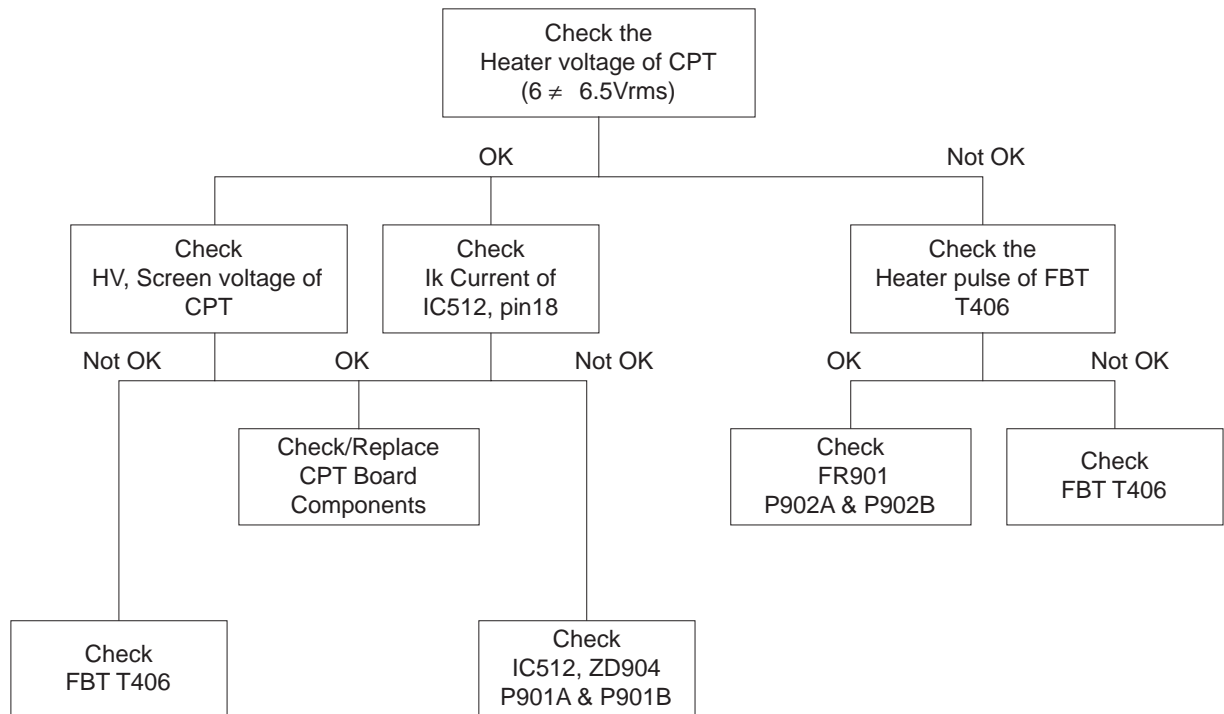 Check the
Heater voltage of CPT
(6 ≠ 6.5Vrms)
OK
Not OK
Check
HV, Screen voltage of
CPT
Check
Ik Current of
IC512, pin18
Check the
Heater pulse of FBT
T406
Not OK
OK
Not OK
OK
Not OK
Check/Replace
CPT Board
Components
Check
FR901
P902A & P902B
Check
FBT T406
Check
FBT T406
Check
IC512, ZD904
P901A & P901B